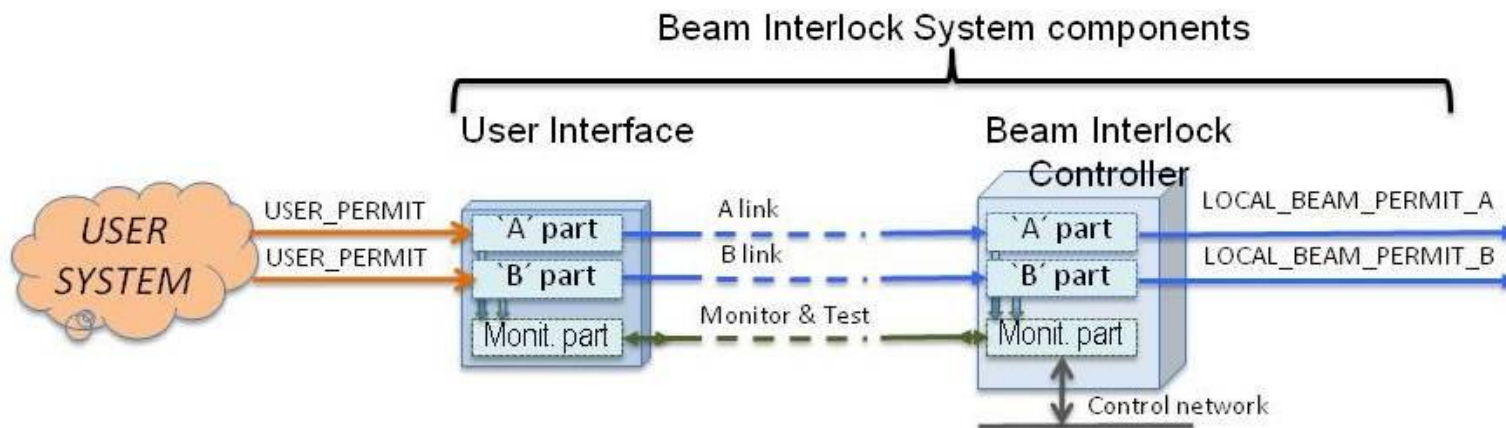 Beam Interlock System components
User Interface
Beam Interlock
Controller
USER
SYSTEM
USER_PERMIT
USER_PERMIT
`A´ part
`B´ part
Monit. part
A link
B link
Monitor & Test
`A´ part
`B´ part
Monit. part
LOCAL_BEAM_PERMIT_A
LOCAL_BEAM_PERMIT_B
Control network